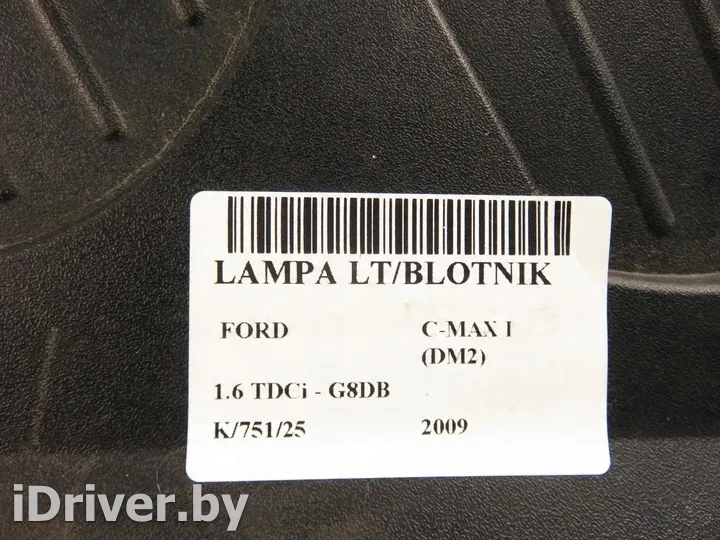 LAMPA LT/BLOTNIK
FORD C-MAX I
(DM2)
1.6 TDCi - G8DB
K/751/25 2009
iDriver.by